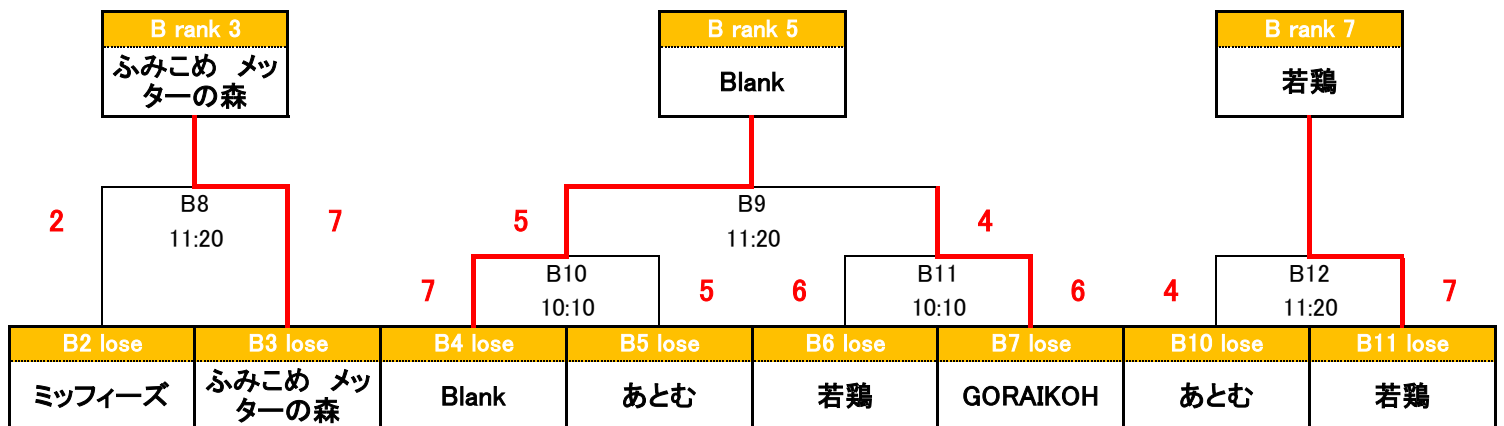 B rank 3
B rank 5
B rank 7
ふみこめ　メッ
ターの森
Blank
若鶏
B8
11:20
2
7
B9
11:20
5
4
B10
10:10
7
5
B11
10:10
6
6
B12
11:20
4
7
B2 lose
B3 lose
B4 lose
B5 lose
B6 lose
B7 lose
B10 lose
B11 lose
ミッフィーズ
ふみこめ　メッ
ターの森
Blank
あとむ
若鶏
GORAIKOH
あとむ
若鶏